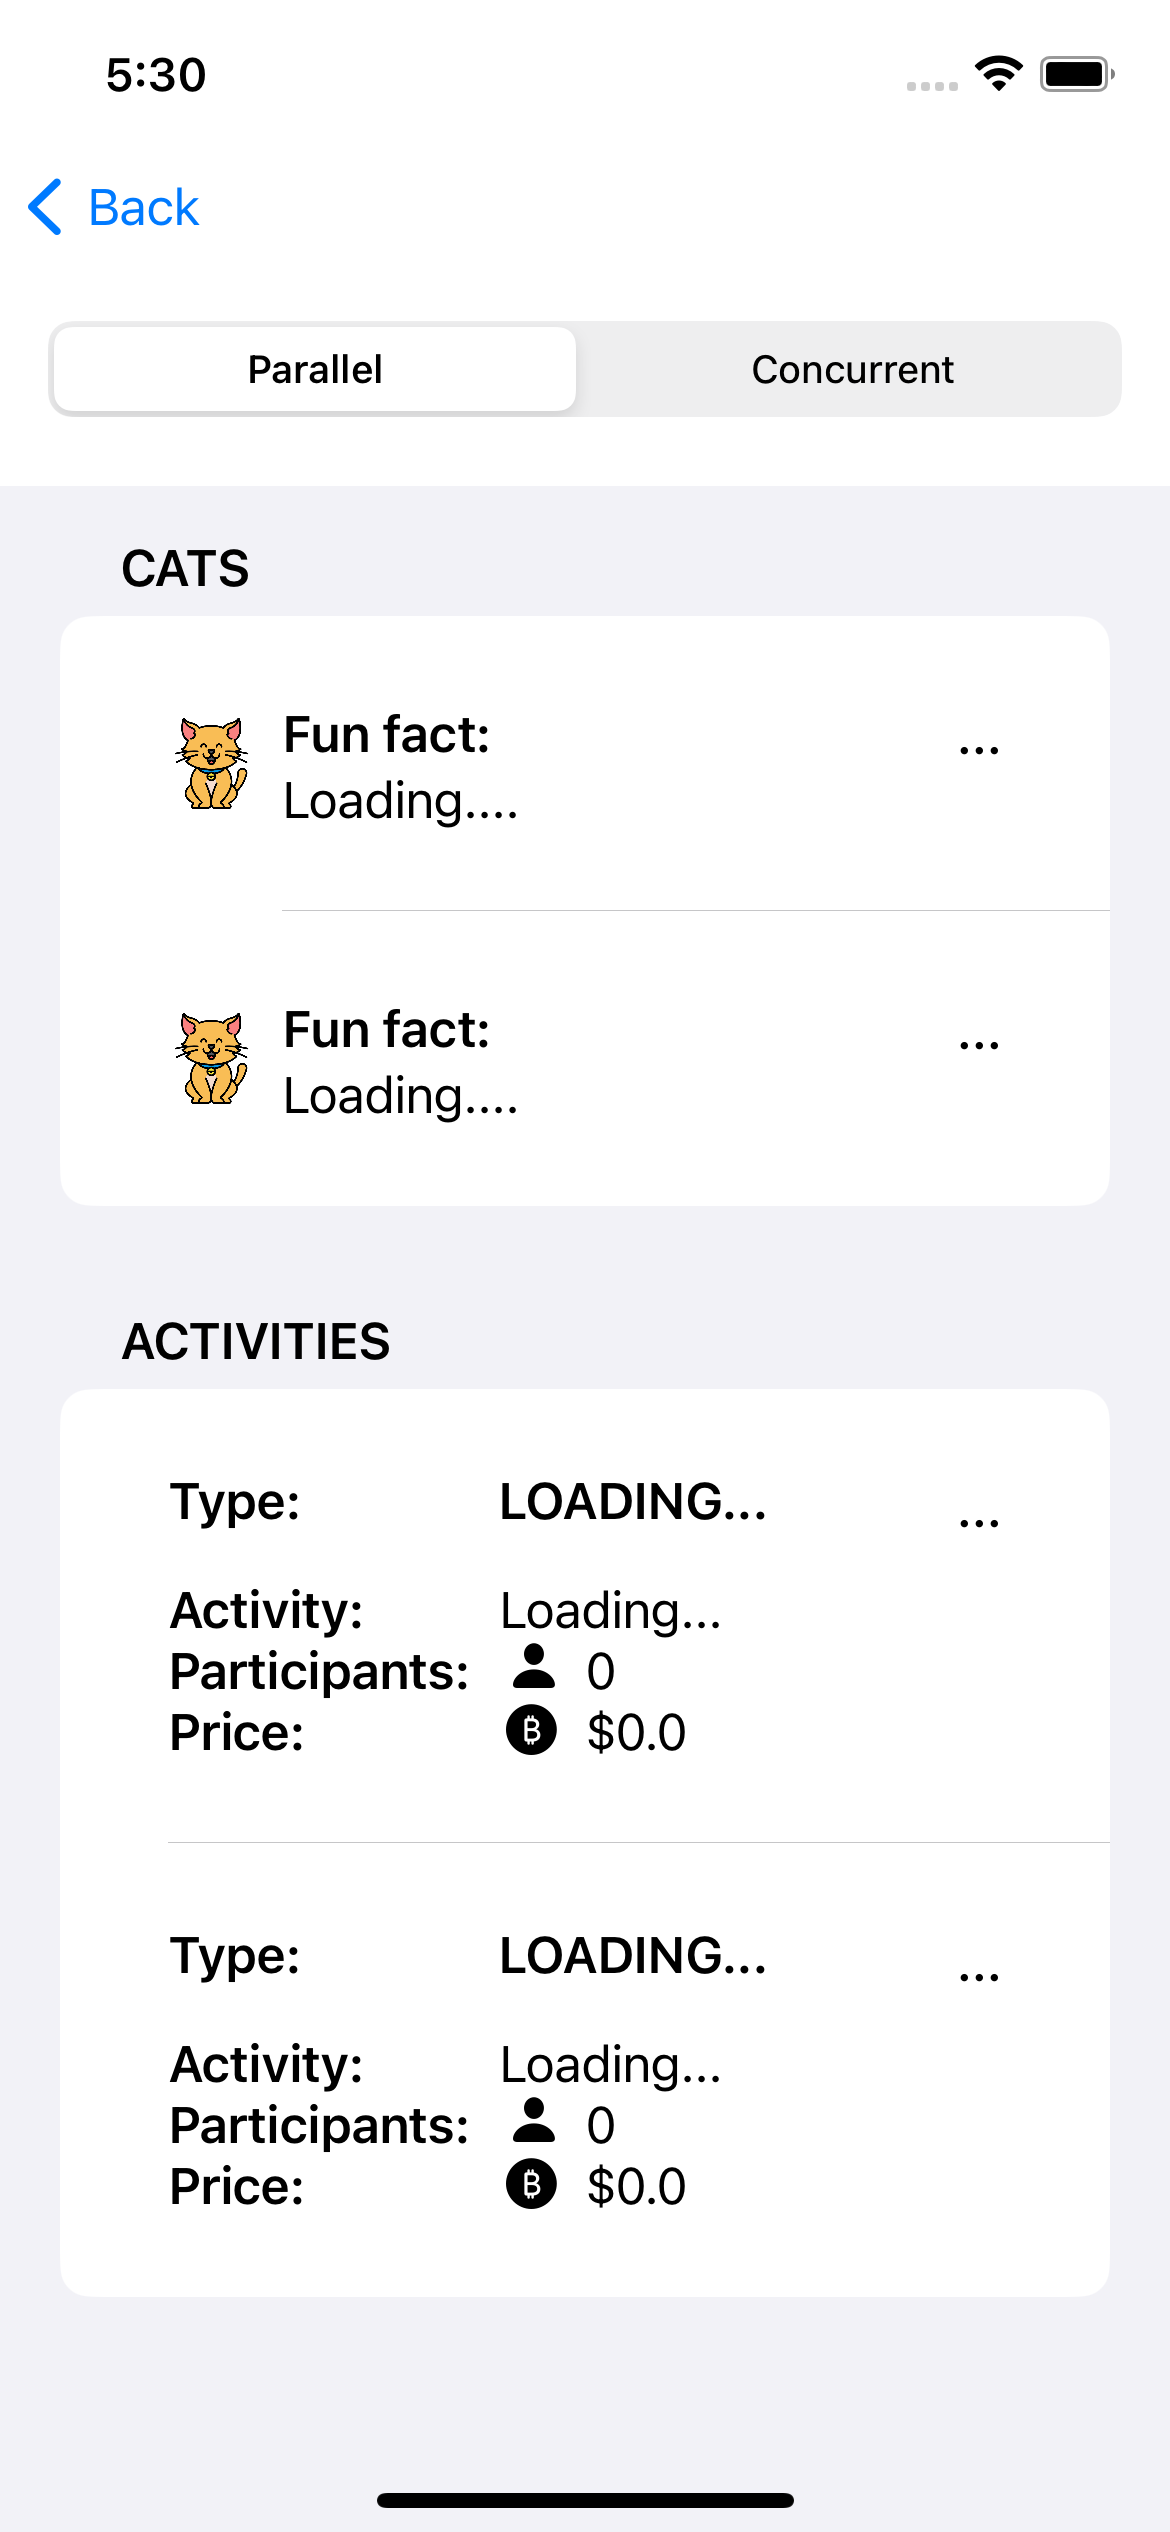 5:30
Back
Parallel Concurrent
CATS
Fun fact: ...
Loading....
Fun fact: ...
Loading....
ACTIVITIES
Type: LOADING... ...
Activity: Loading...
Participants: 0
Price: $0.0
Type: LOADING... ...
Activity: Loading...
Participants: 0
Price: $0.0